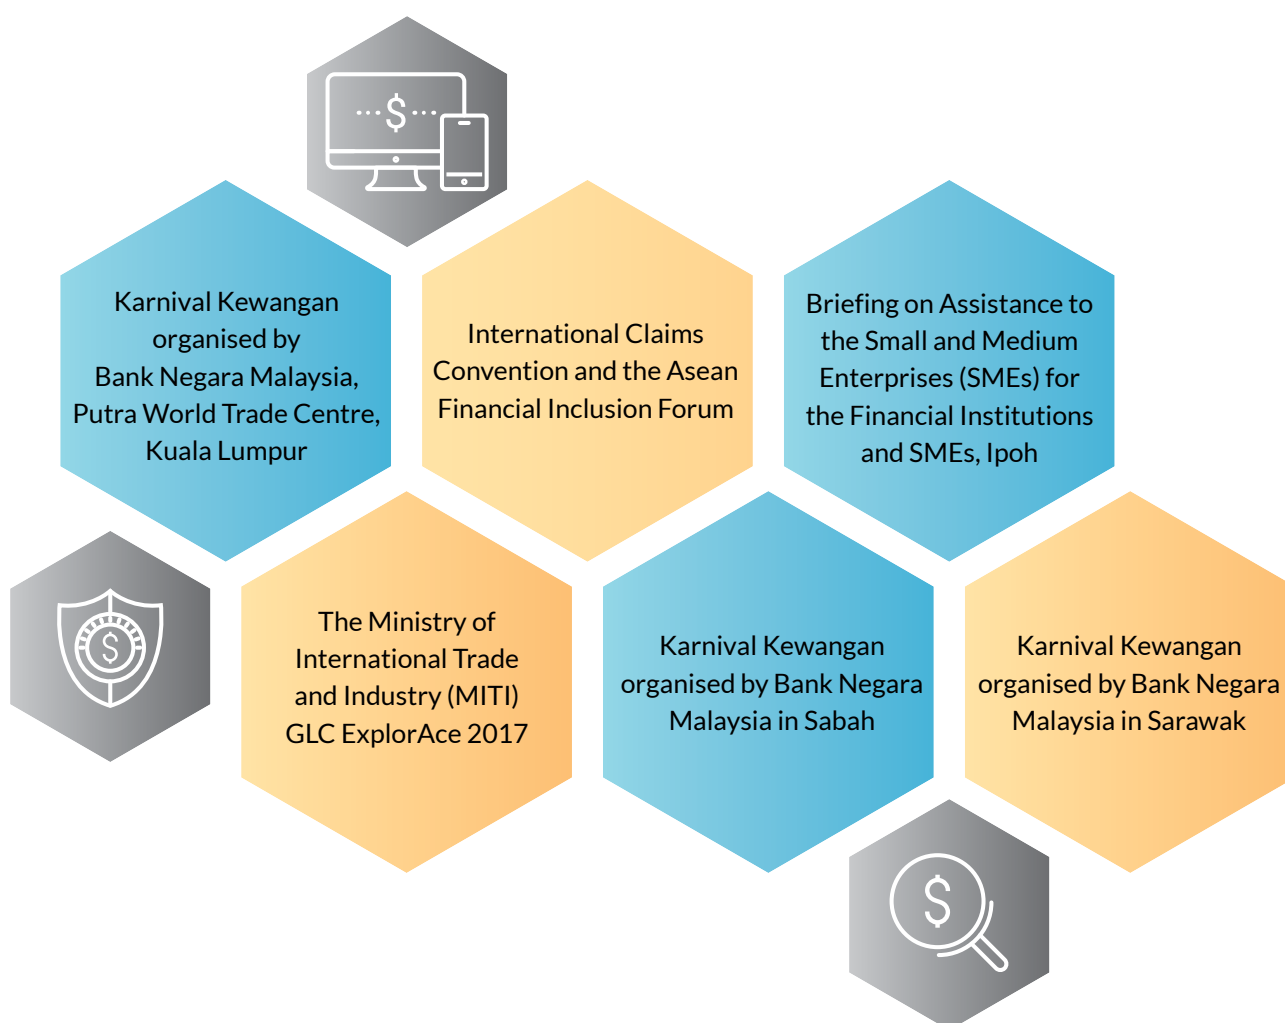 Karnival Kewangan
organised by
Bank Negara Malaysia,
Putra World Trade Centre,
Kuala Lumpur
International Claims
Convention and the Asean
Financial Inclusion Forum
Briefing on Assistance to
the Small and Medium
Enterprises (SMEs) for
the Financial Institutions
and SMEs, Ipoh
The Ministry of
International Trade
and Industry (MITI)
GLC ExplorAce 2017
Karnival Kewangan
organised by Bank Negara
Malaysia in Sabah
Karnival Kewangan
organised by Bank Negara
Malaysia in Sarawak